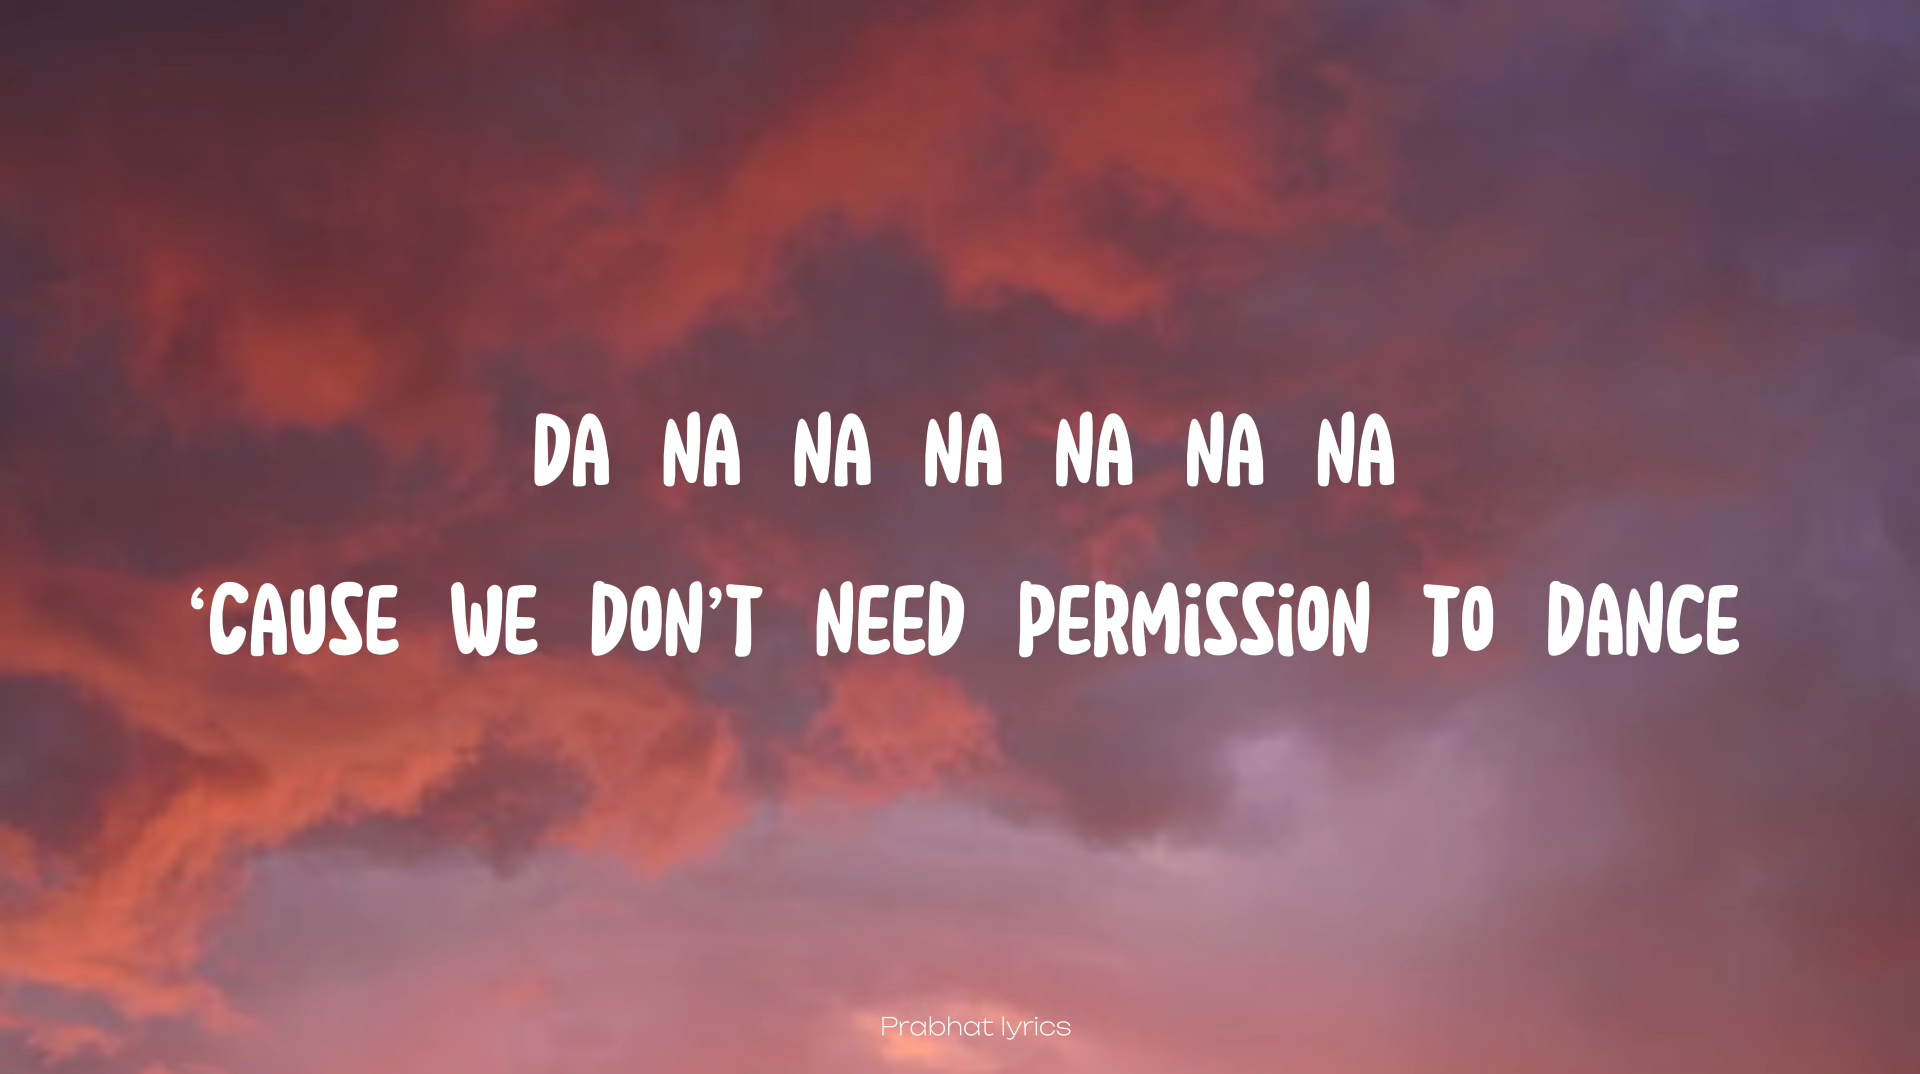 DA NA NA NA NA NA NA
‘CAUSE WE DON’T NEED PERMiSSiON TO DANCE
Prabhat lyrics